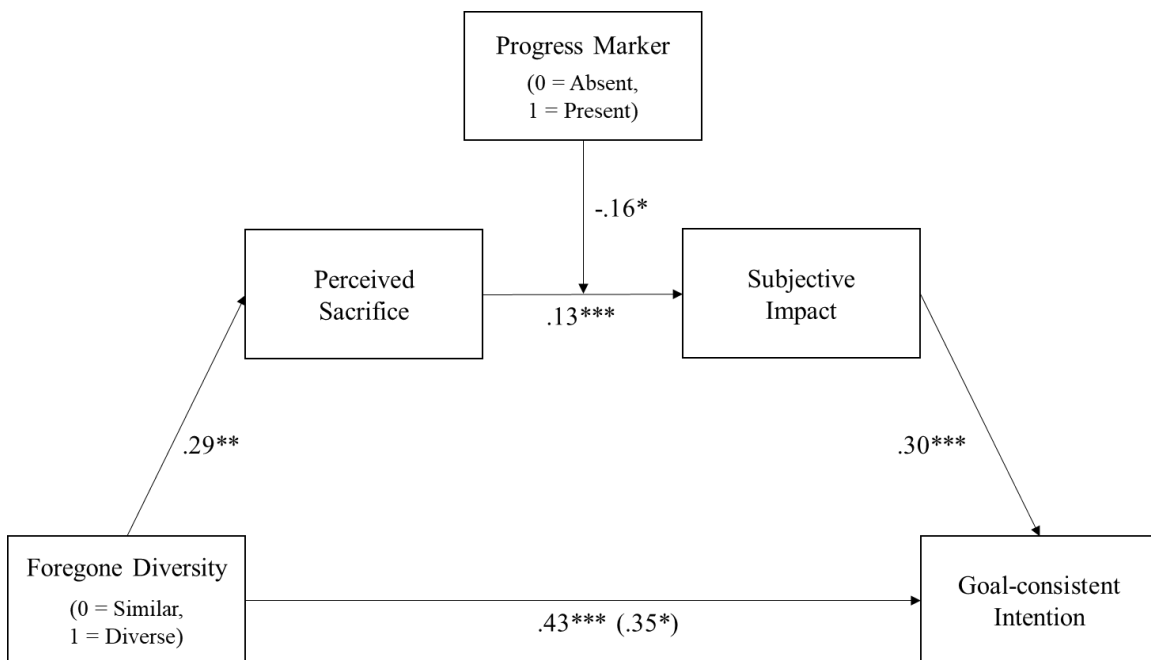 Progress Marker
(0 = Absent,
1 = Present)
-.16*
Perceived
Sacrifice
.13***
Subjective
Impact
.29**
.30***
Foregone Diversity
(0 = Similar,
1 = Diverse)
.43*** (.35*)
Goal-consistent
Intention